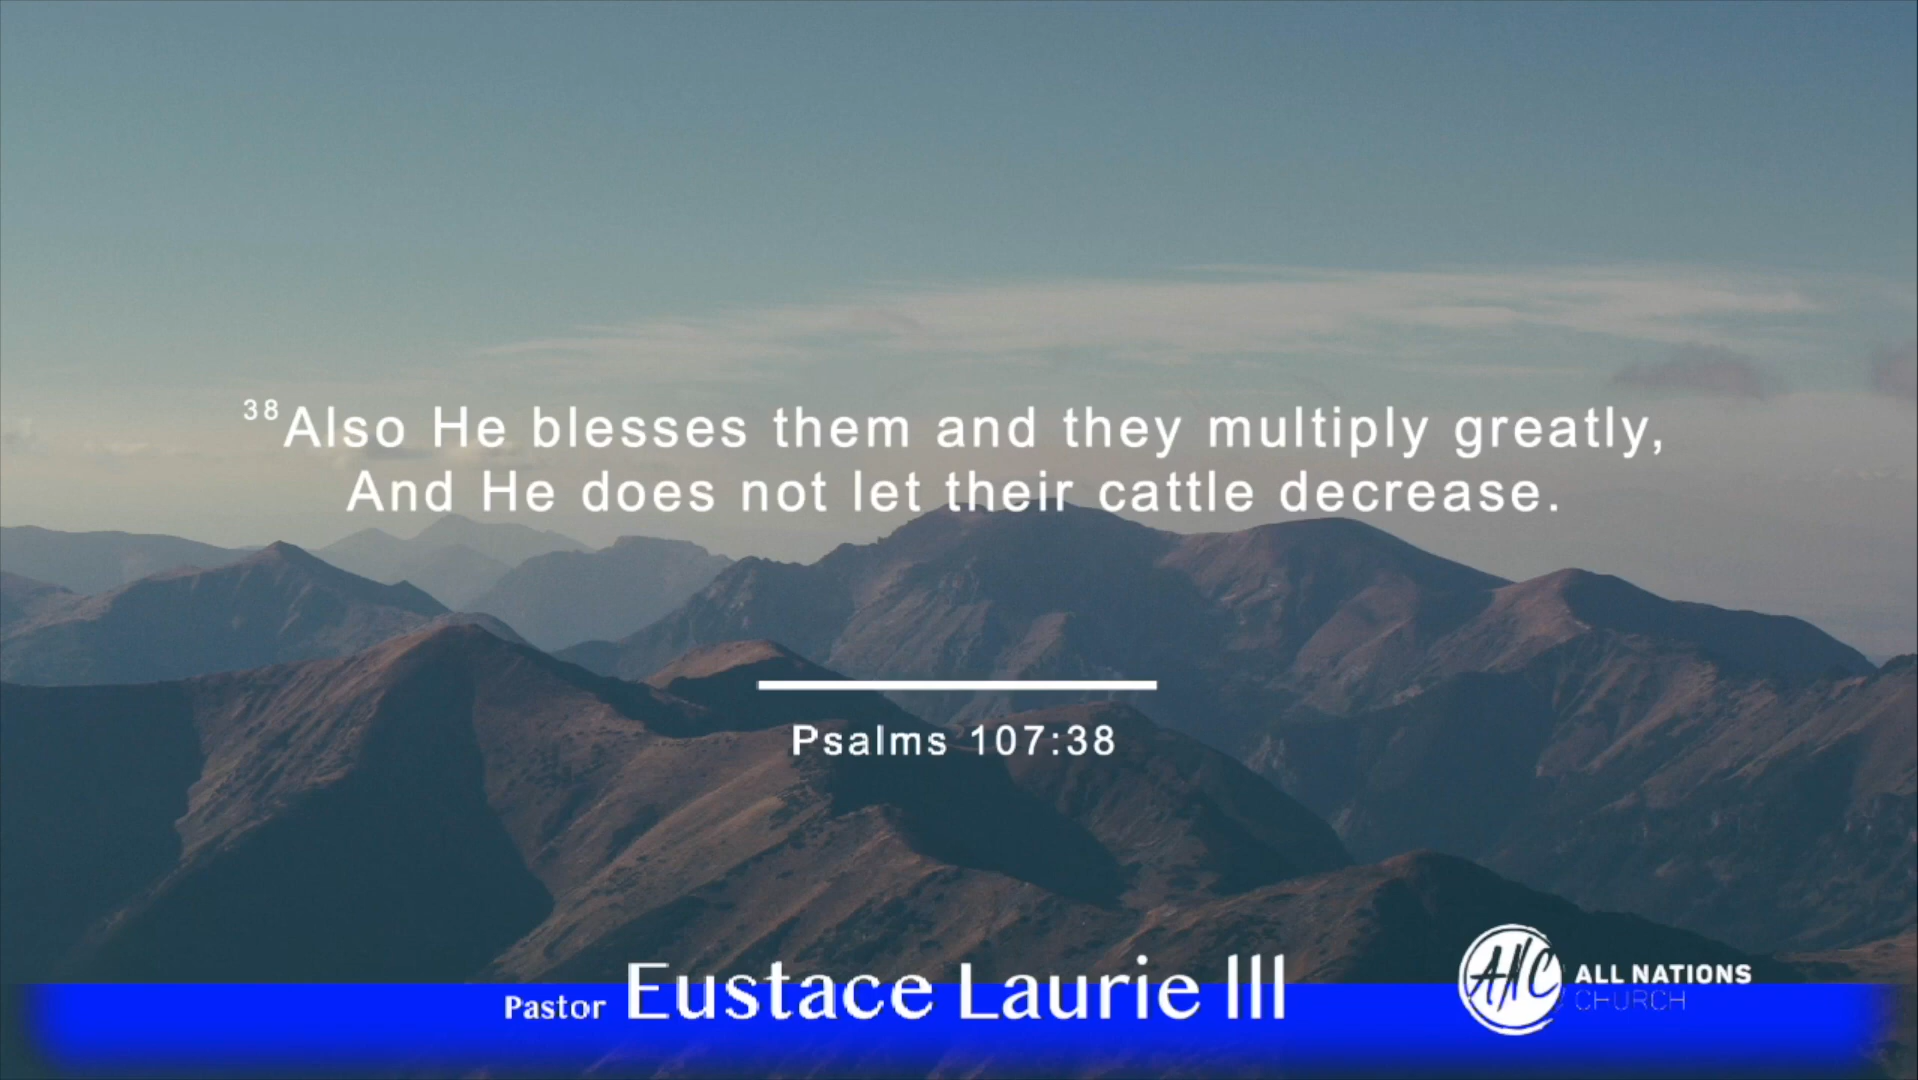 38Also He blesses them and they multiply greatly,
And He does not let their cattle decrease.
Psalms 107:38
Pastor Eustace Laurie III
ANC ALL NATIONS
CHURCH